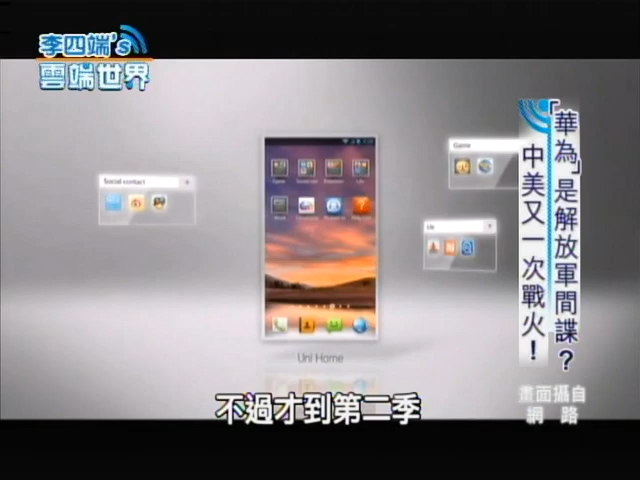 李四端's
雲端世界
「華為」是解放軍間諜？
中美又一次戰火！
Social contact
Game
Life
Uni Home
不過才到第二季
畫面攝自
網路